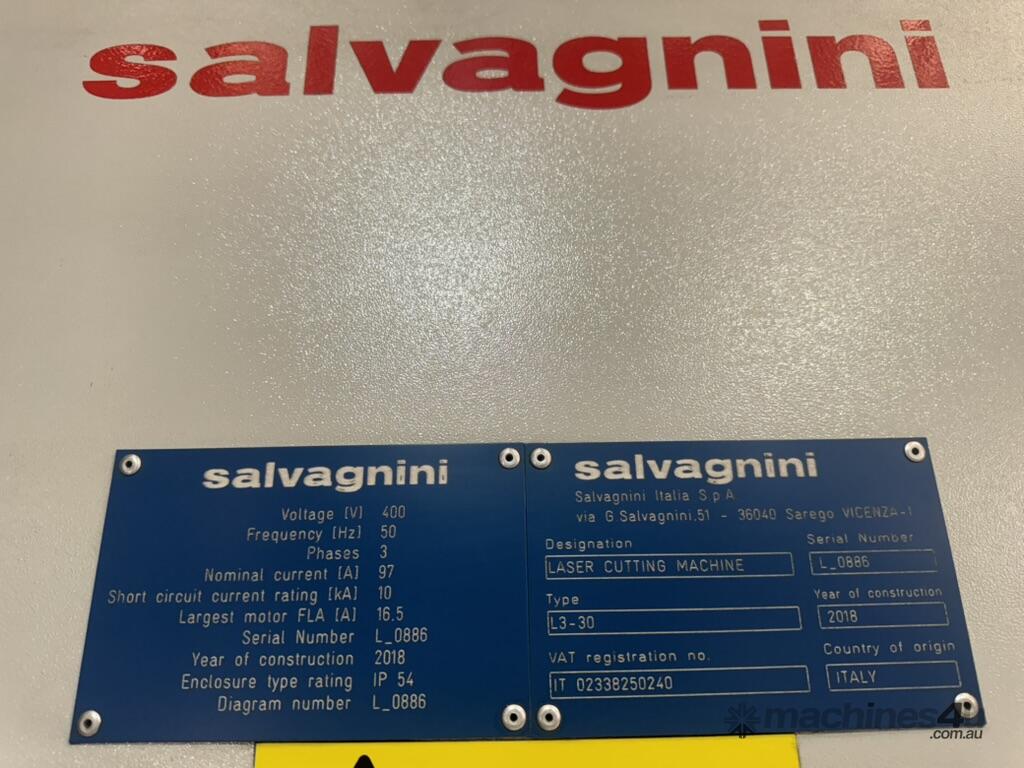 salvagnini
salvagnini
Voltage [V] 400
Frequency [Hz] 50
Phases 3
Nominal current [A] 97
Short circuit current rating [kA] 10
Largest motor FLA [A] 16.5
Serial Number L_0886
Year of construction 2018
Enclosure type rating IP 54
Diagram number L_0886
salvagnini
Salvagnini Italia S.p.A.
via G.Salvagnini,51 - 36040 Sarego VICENZA-I
Designation
LASER CUTTING MACHINE
Serial Number
L_0886
Type
L3-30
Year of construction
2018
VAT registration no.
IT 02338250240
Country of origin
ITALY
machines4u
.com.au